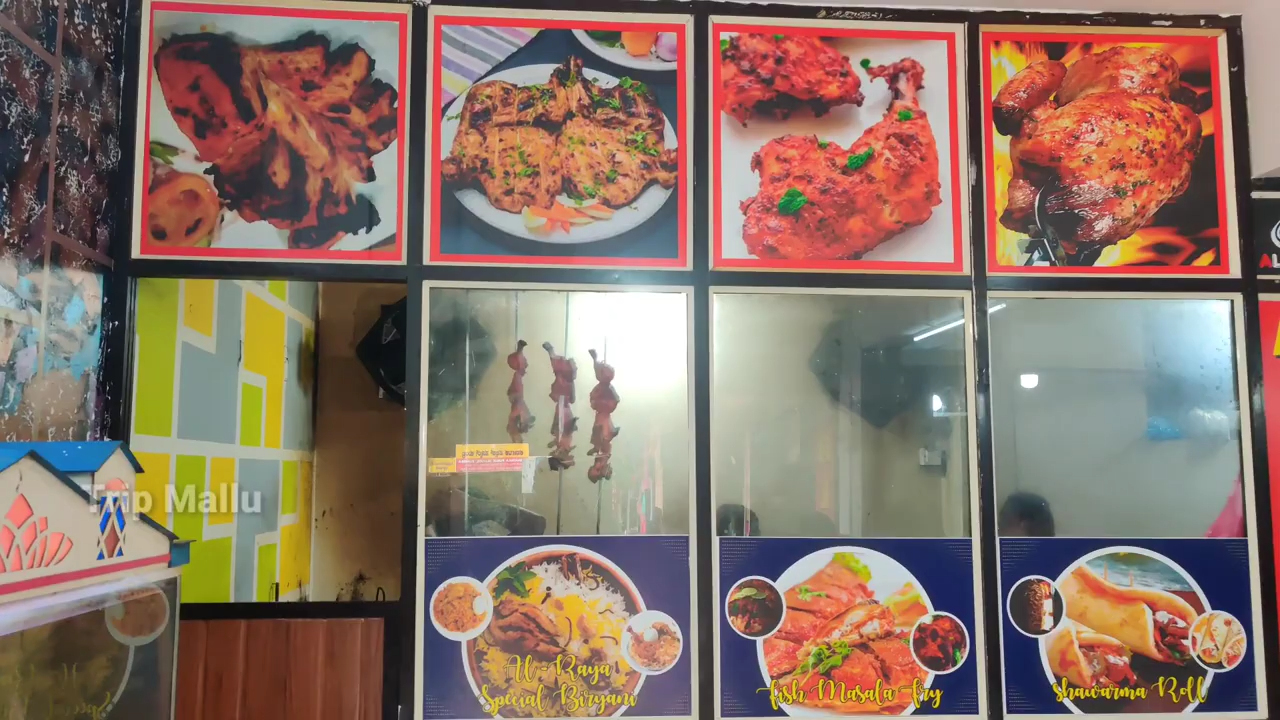 Trip Mallu
Al-Raya
Special Biryani
fish Masala fry
Shawarma Roll